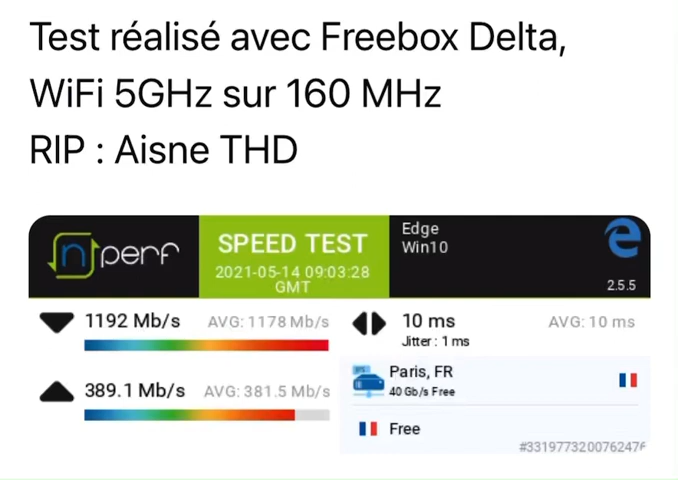 Test réalisé avec Freebox Delta,
WiFi 5GHz sur 160 MHz
RIP : Aisne THD
nperf
SPEED TEST
2021-05-14 09:03:28
GMT
Edge
Win10
2.5.5
1192 Mb/s AVG: 1178 Mb/s
10 ms AVG: 10 ms
Jitter : 1 ms
389.1 Mb/s AVG: 381.5 Mb/s
Paris, FR
40 Gb/s Free
Free
#3319773200762476